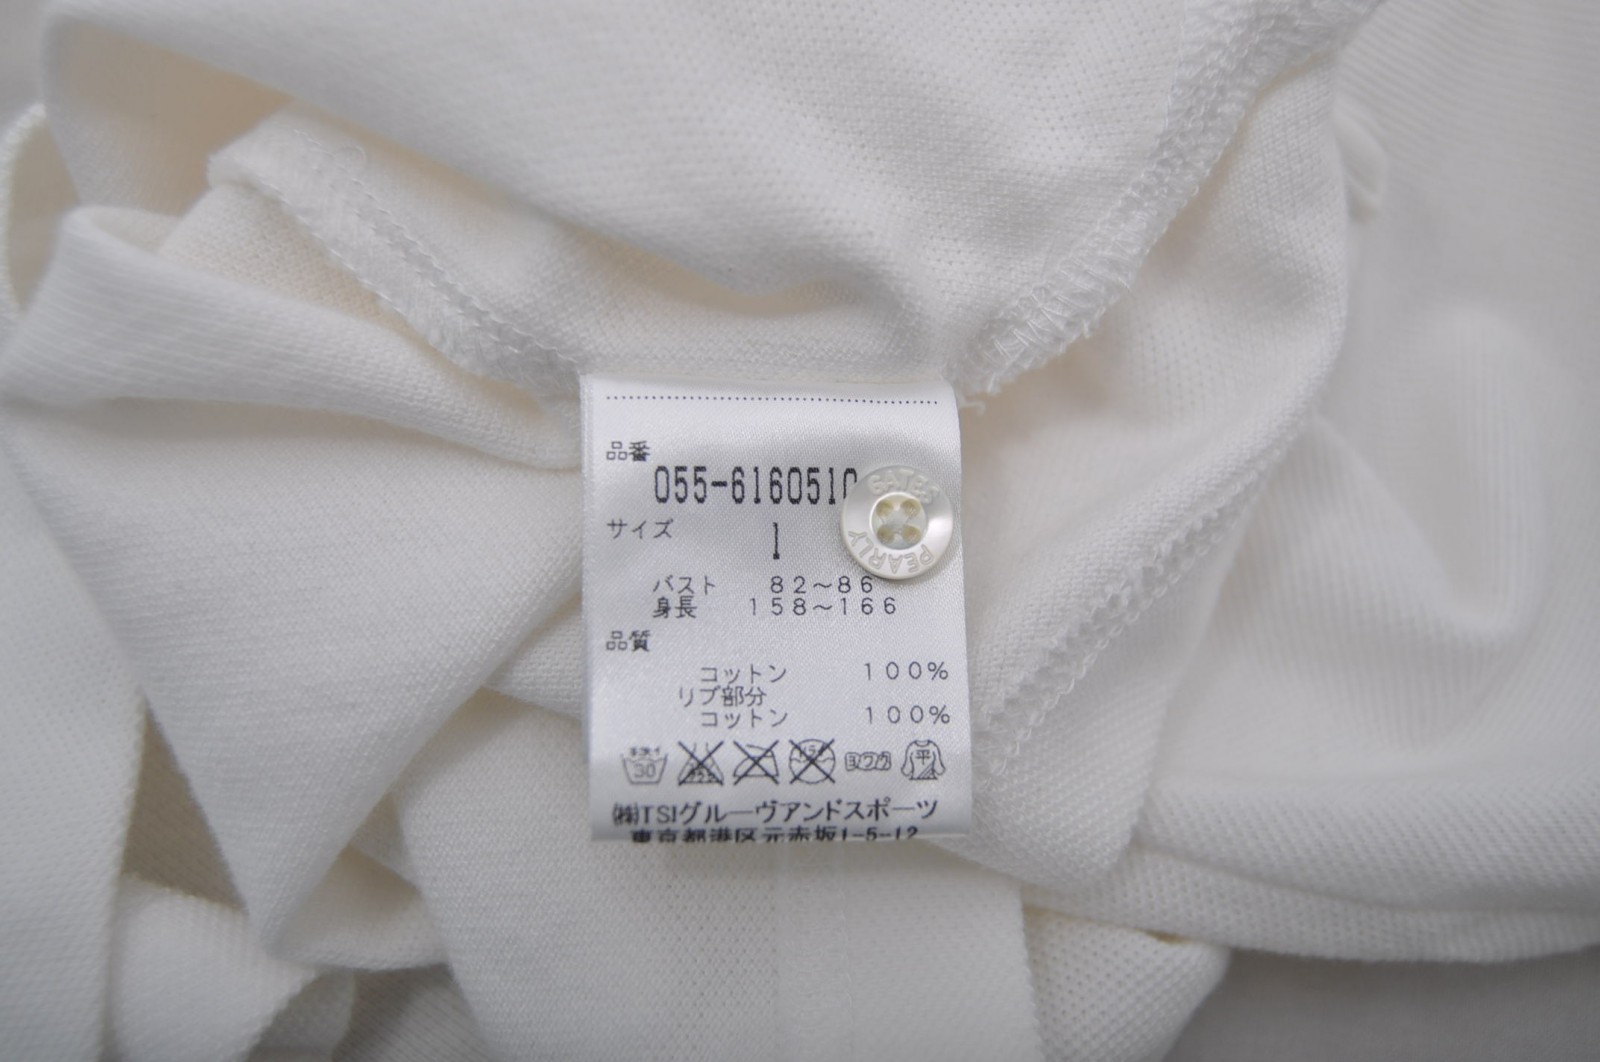 品番
055-6160510
サイズ
1
バスト 82～86
身長 158～166
品質
コットン 100%
リブ部分
コットン 100%
30
平
㈱TSIグルーヴアンドスポーツ
東京都港区元赤坂1-5-12
GATES
PEARLY